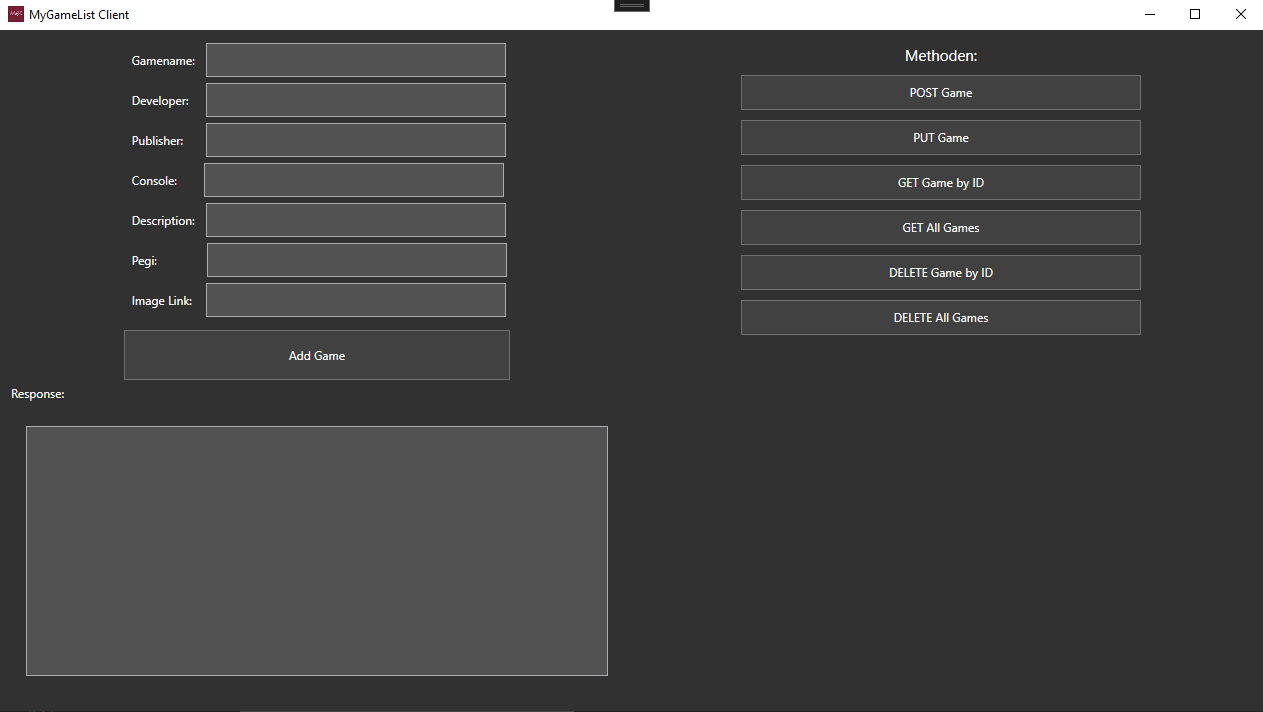 MyGameList Client
Gamename:
Developer:
Publisher:
Console:
Description:
Pegi:
Image Link:
Add Game
Response:
Methoden:
POST Game
PUT Game
GET Game by ID
GET All Games
DELETE Game by ID
DELETE All Games